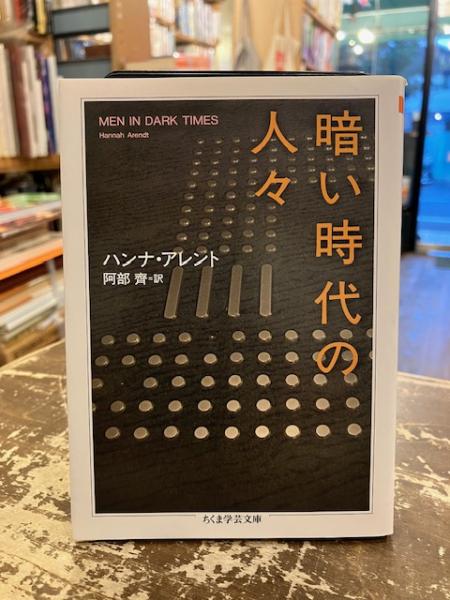 MEN IN DARK TIMES
Hannah Arendt
暗い時代の
人々
ハンナ・アレント
阿部 齊=訳
ちくま学芸文庫